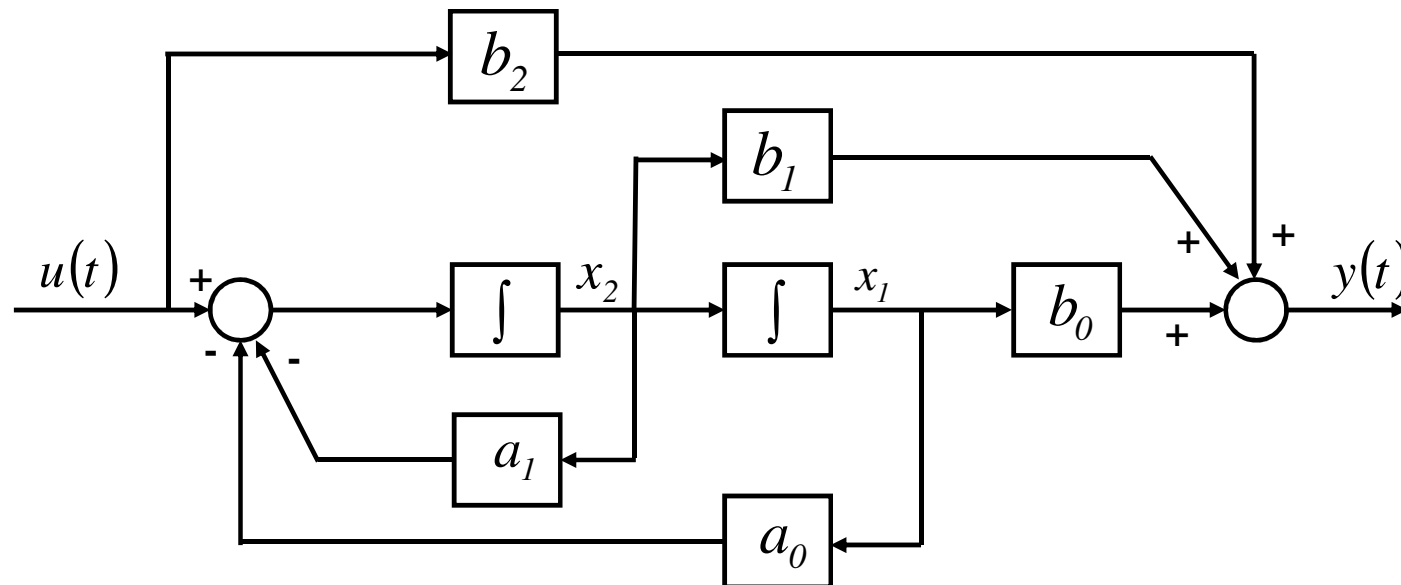 b₂
b₁
+ +
u(t) + ∫ x₂ ∫ x₁ b₀ + y(t)
- -
a₁
a₀